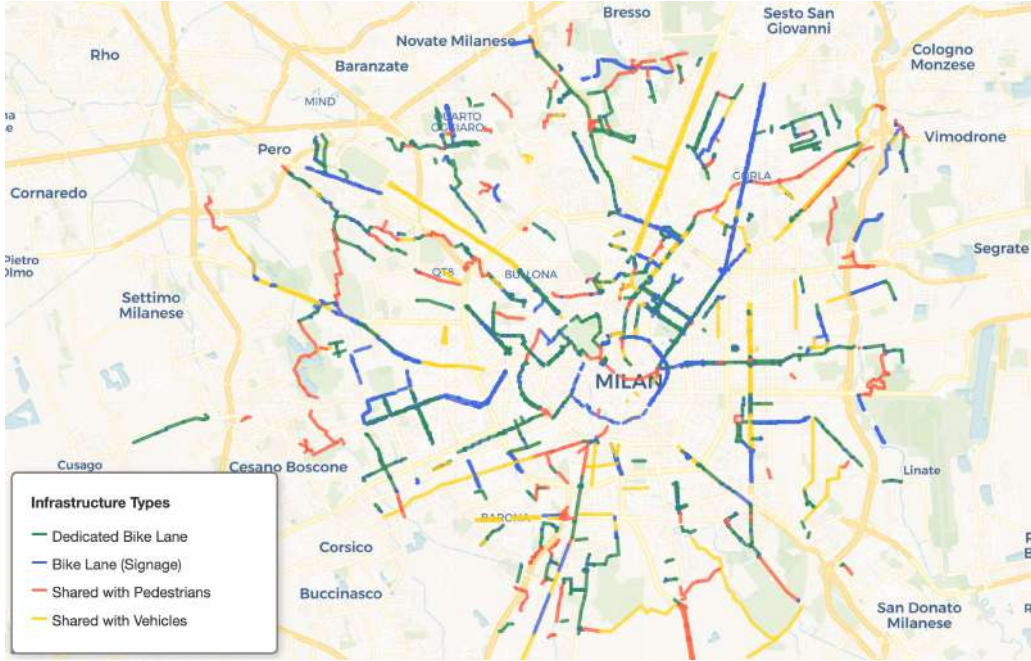 Bresso
Sesto San
Giovanni
Novate Milanese
Rho
Baranzate
Cologno
Monzese
MIND
QUARTO
OGGIARO
Vimodrone
Pero
Cornaredo
GORLA
Segrate
Pietro
Olmo
QT8
BULLONA
Settimo
Milanese
MILAN
Cusago
Cesano Boscone
Linate
BARONA
Corsico
Buccinasco
San Donato
Milanese
Infrastructure Types
Dedicated Bike Lane
Bike Lane (Signage)
Shared with Pedestrians
Shared with Vehicles